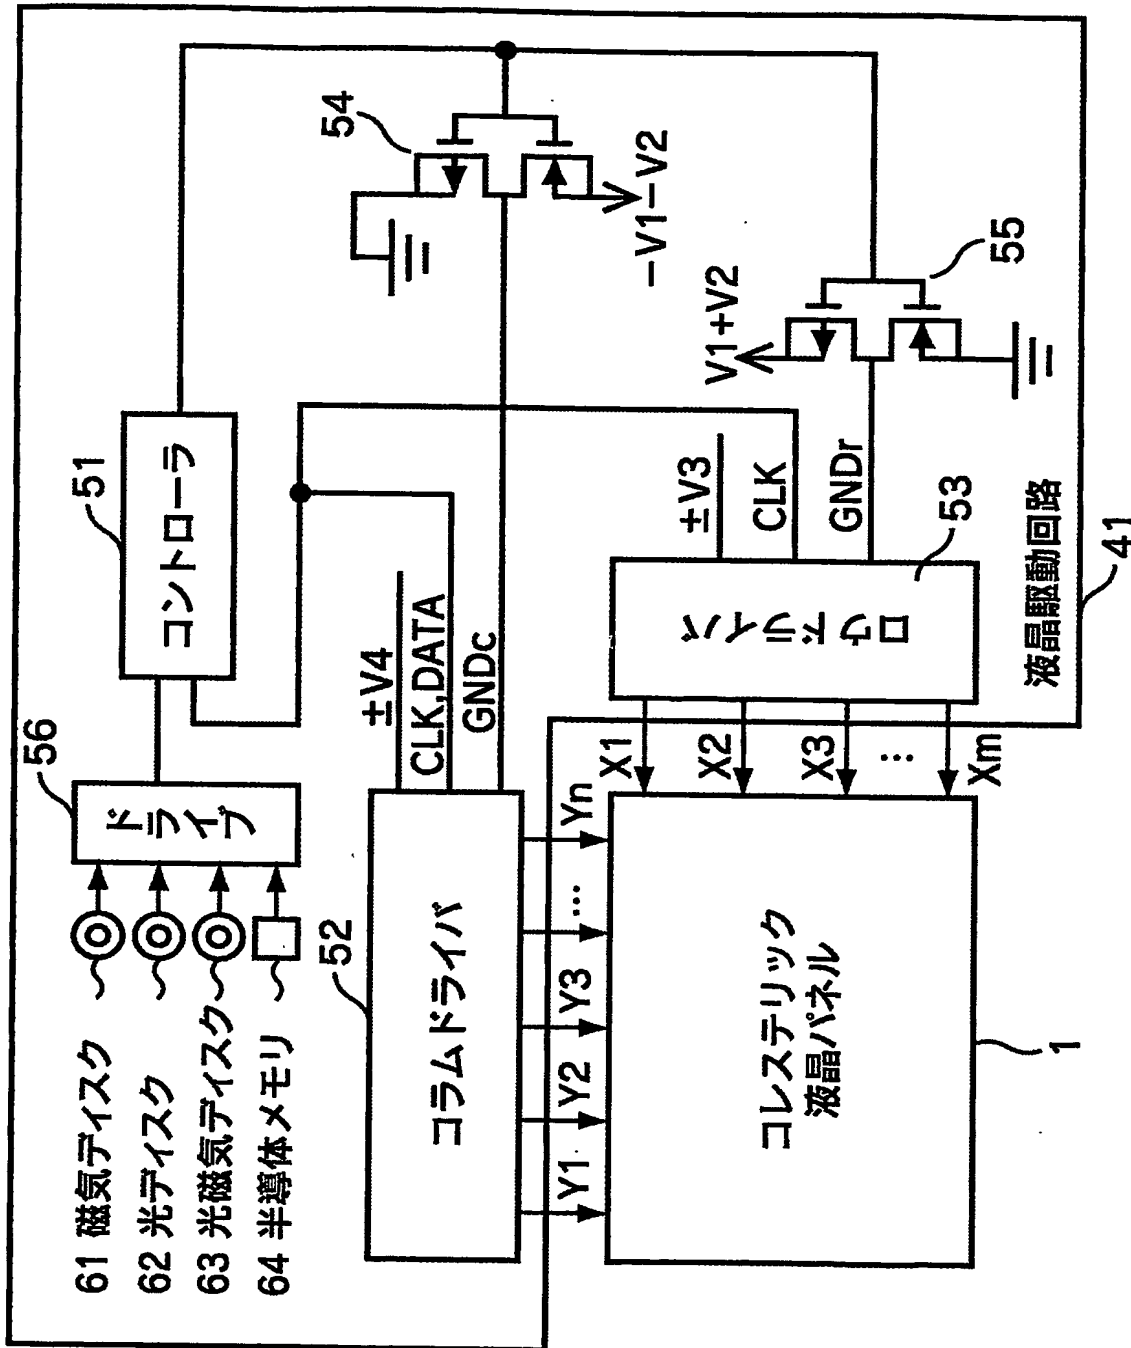 61 磁気ディスク
62 光ディスク
63 光磁気ディスク
64 半導体メモリ
56
ドライブ
51
コントローラ
54
-V1-V2
52
コラムドライバ
±V4
CLK,DATA
GNDc
V1+V2
55
Y1
Y2
Y3
…
Yn
±V3
CLK
GNDr
ロウドライバ
53
X1
X2
X3
…
Xm
コレステリック
液晶パネル
1
液晶駆動回路
41